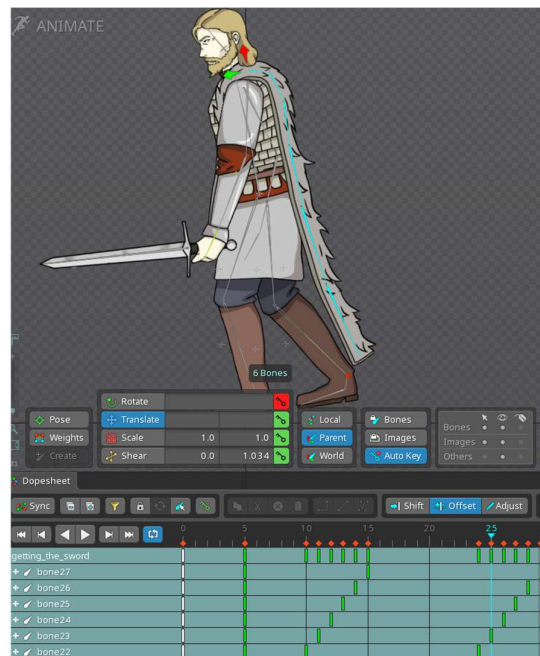 ANIMATE
6 Bones
Rotate
Pose Translate Local Bones
Weights Scale 1.0 1.0 Parent Images
Create Shear 0.0 1.034 World Auto Key
Bones
Images
Others
Dopesheet
Sync Shift Offset Adjust
0 5 10 15 20 25
getting_the_sword
+ bone27
+ bone26
+ bone25
+ bone24
+ bone23
+ bone22